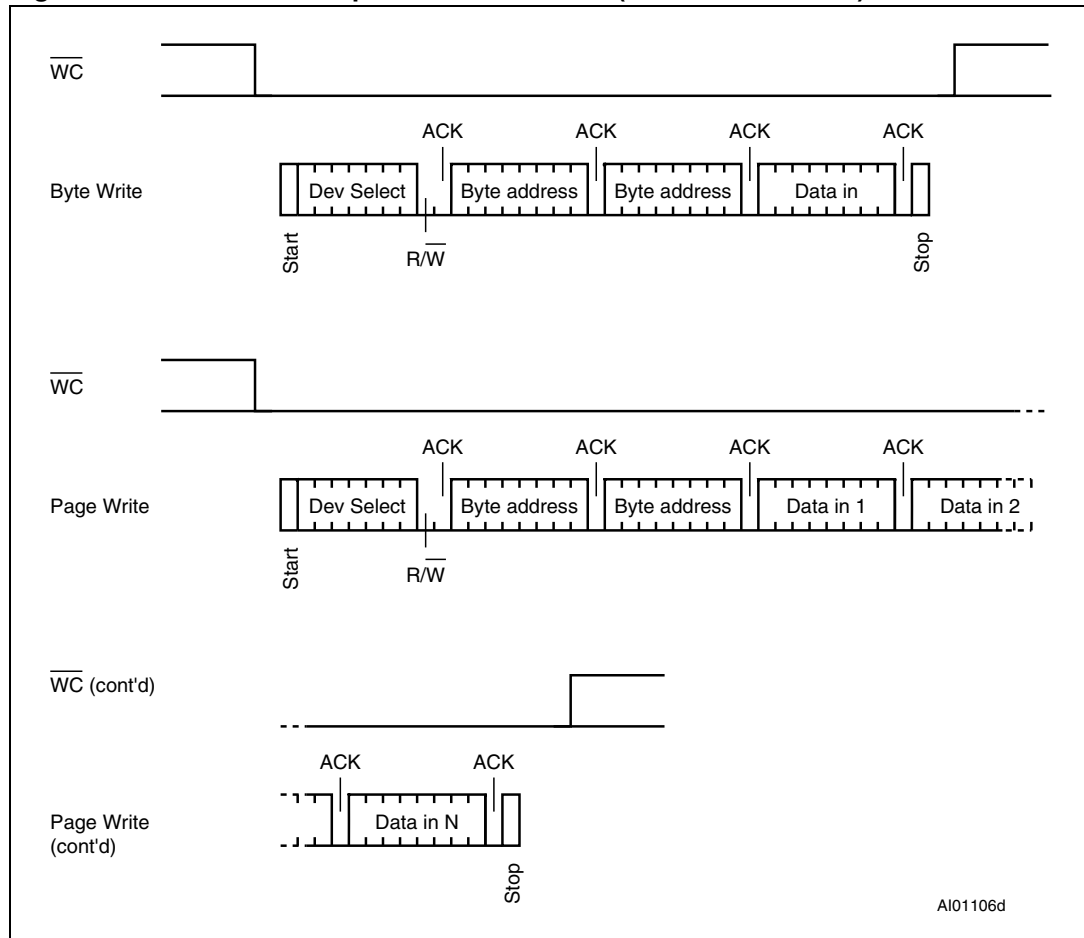 WC
ACK ACK ACK ACK
Byte Write
Dev Select Byte address Byte address Data in
Start
R/W
Stop
WC
ACK ACK ACK ACK
Page Write
Dev Select Byte address Byte address Data in 1 Data in 2
Start
R/W
WC (cont'd)
ACK ACK
Page Write
(cont'd)
Data in N
Stop
AI01106d